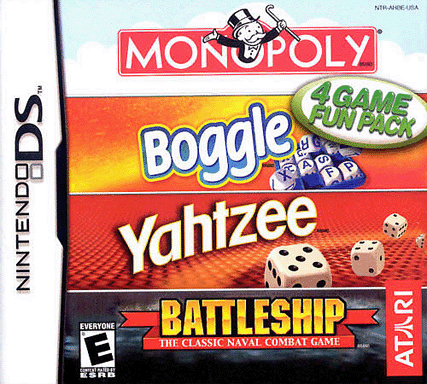 NTR-AHBE-USA
MONOPOLY
4 GAME
FUN PACK
Boggle
Yahtzee
BATTLESHIP
THE CLASSIC NAVAL COMBAT GAME
NINTENDO DS™
EVERYONE
E
CONTENT RATED BY
ESRB
ATARI